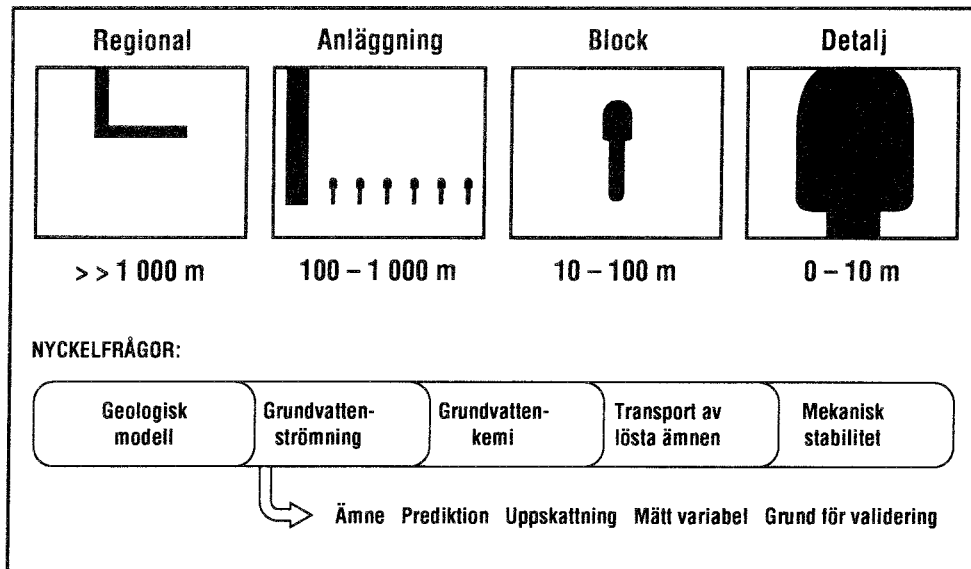 Regional Anläggning Block Detalj
>>1 000 m 100 – 1 000 m 10 – 100 m 0 – 10 m
NYCKELFRÅGOR:
Geologisk modell
Grundvatten-
strömning
Grundvatten-
kemi
Transport av
lösta ämnen
Mekanisk
stabilitet
Ämne Prediktion Uppskattning Mätt variabel Grund för validering